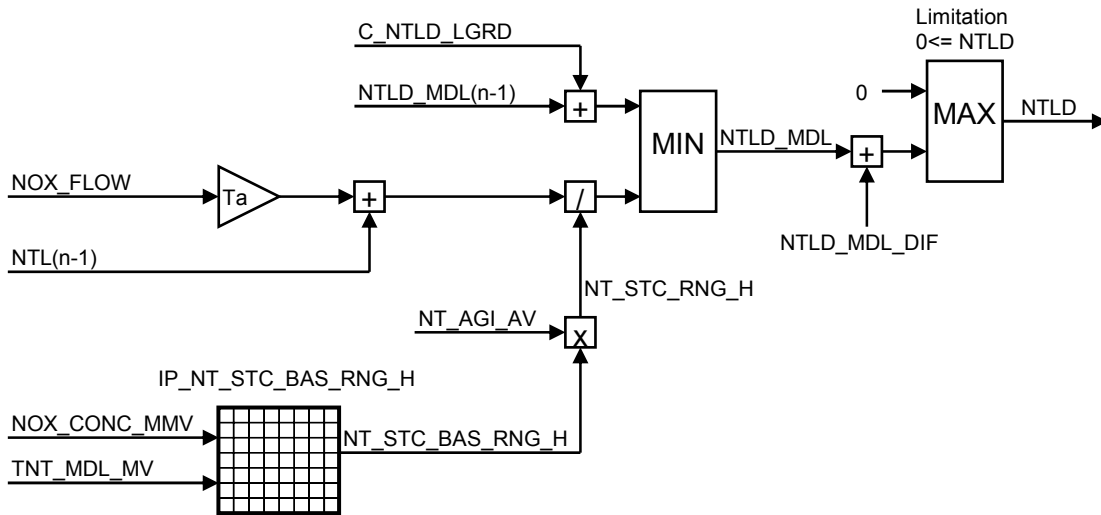 Limitation
0<= NTLD
C_NTLD_LGRD
NTLD_MDL(n-1)
+
MIN
NTLD_MDL
0
+
MAX
NTLD
NOX_FLOW
Ta
+
/
NTL(n-1)
NTLD_MDL_DIF
NT_STC_RNG_H
NT_AGI_AV
x
IP_NT_STC_BAS_RNG_H
NOX_CONC_MMV
NT_STC_BAS_RNG_H
TNT_MDL_MV